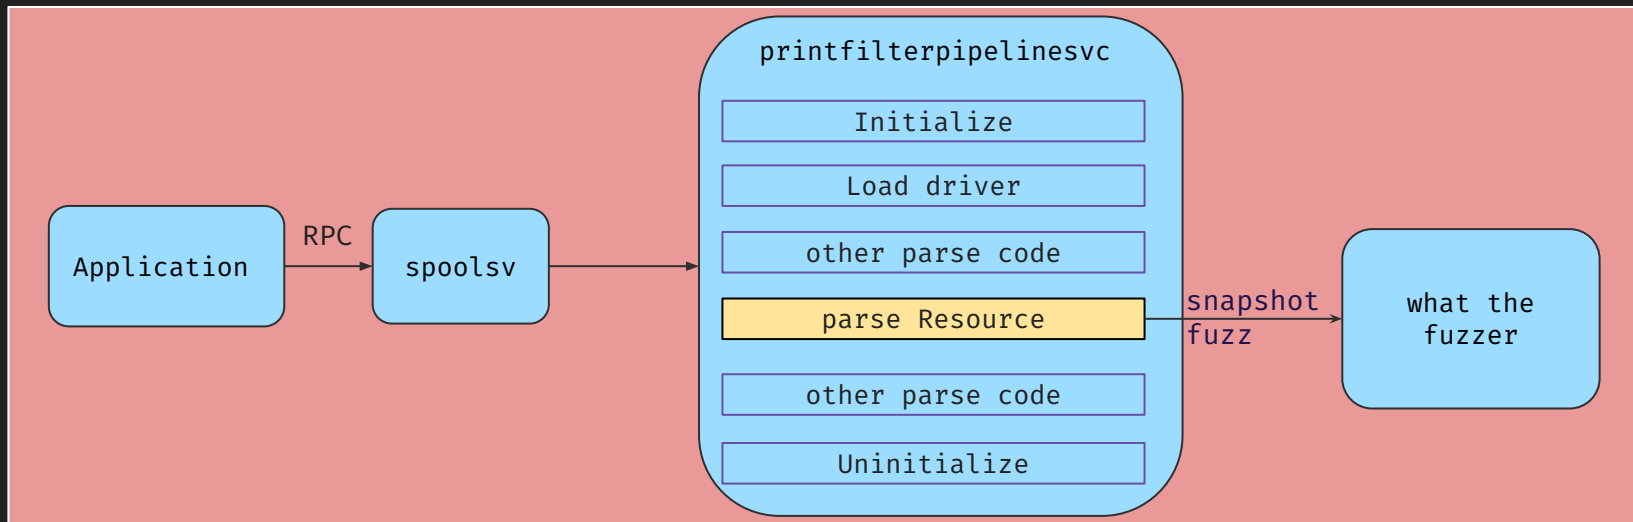 Application
RPC
spoolsv
printfilterpipelinesvc
Initialize
Load driver
other parse code
parse Resource
other parse code
Uninitialize
snapshot
fuzz
what the
fuzzer